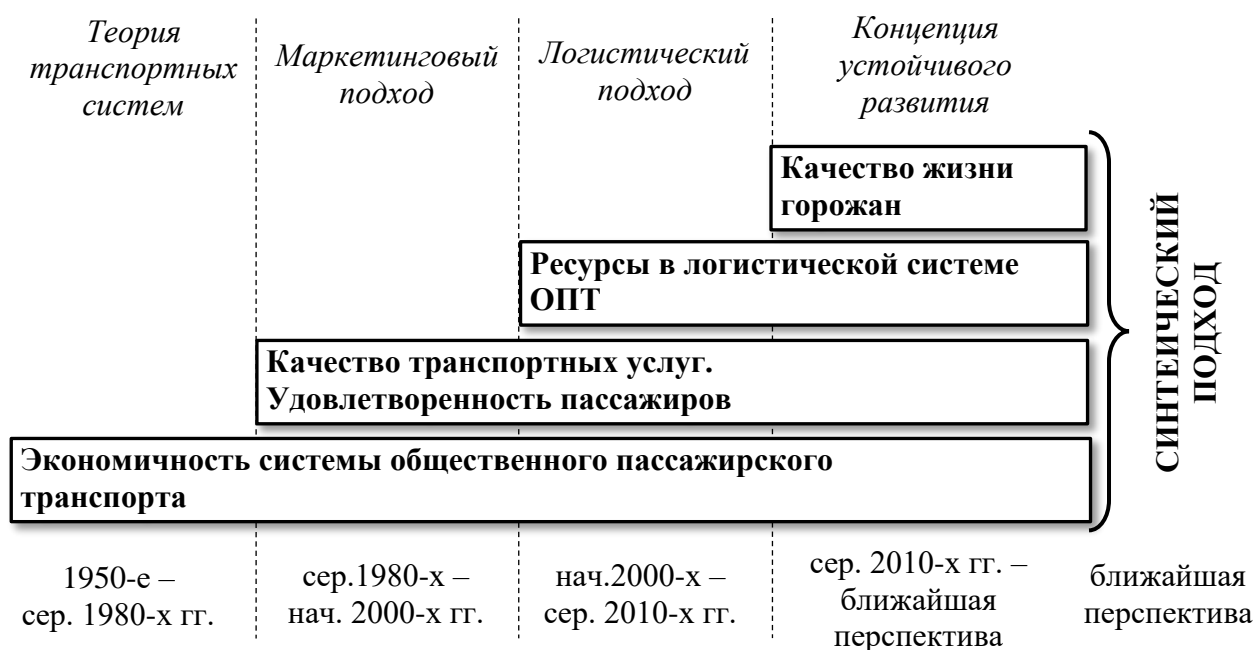 Теория
транспортных
систем
Маркетинговый
подход
Логистический
подход
Концепция
устойчивого
развития
Качество жизни
горожан
Ресурсы в логистической системе
ОПТ
Качество транспортных услуг.
Удовлетворенность пассажиров
Экономичность системы общественного пассажирского
транспорта
СИНТЕИЧЕСКИЙ
ПОДХОД
1950-е –
сер. 1980-х гг.
сер.1980-х –
нач. 2000-х гг.
нач.2000-х –
сер. 2010-х гг.
сер. 2010-х гг. –
ближайшая
перспектива
ближайшая
перспектива